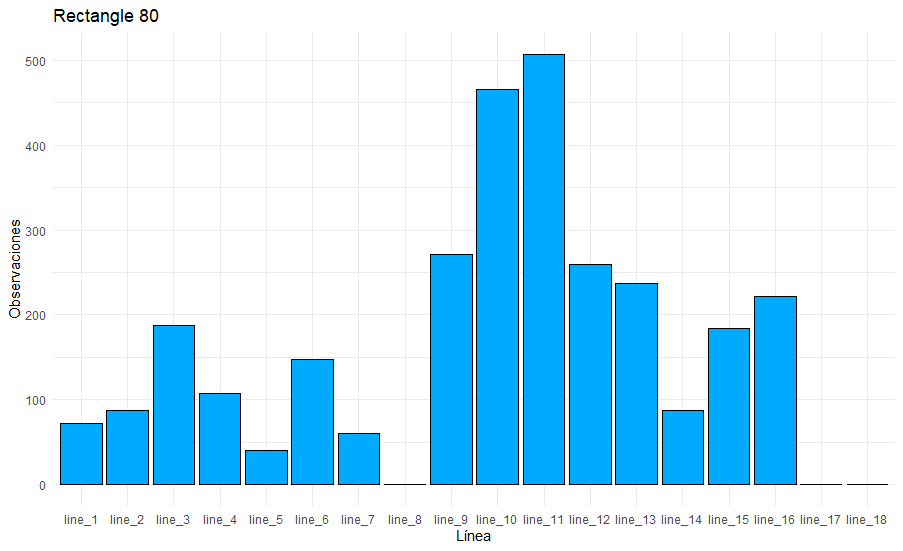 Rectangle 80
500
400
300
200
100
0
Observaciones
line_1 line_2 line_3 line_4 line_5 line_6 line_7 line_8 line_9 line_10 line_11 line_12 line_13 line_14 line_15 line_16 line_17 line_18
Línea